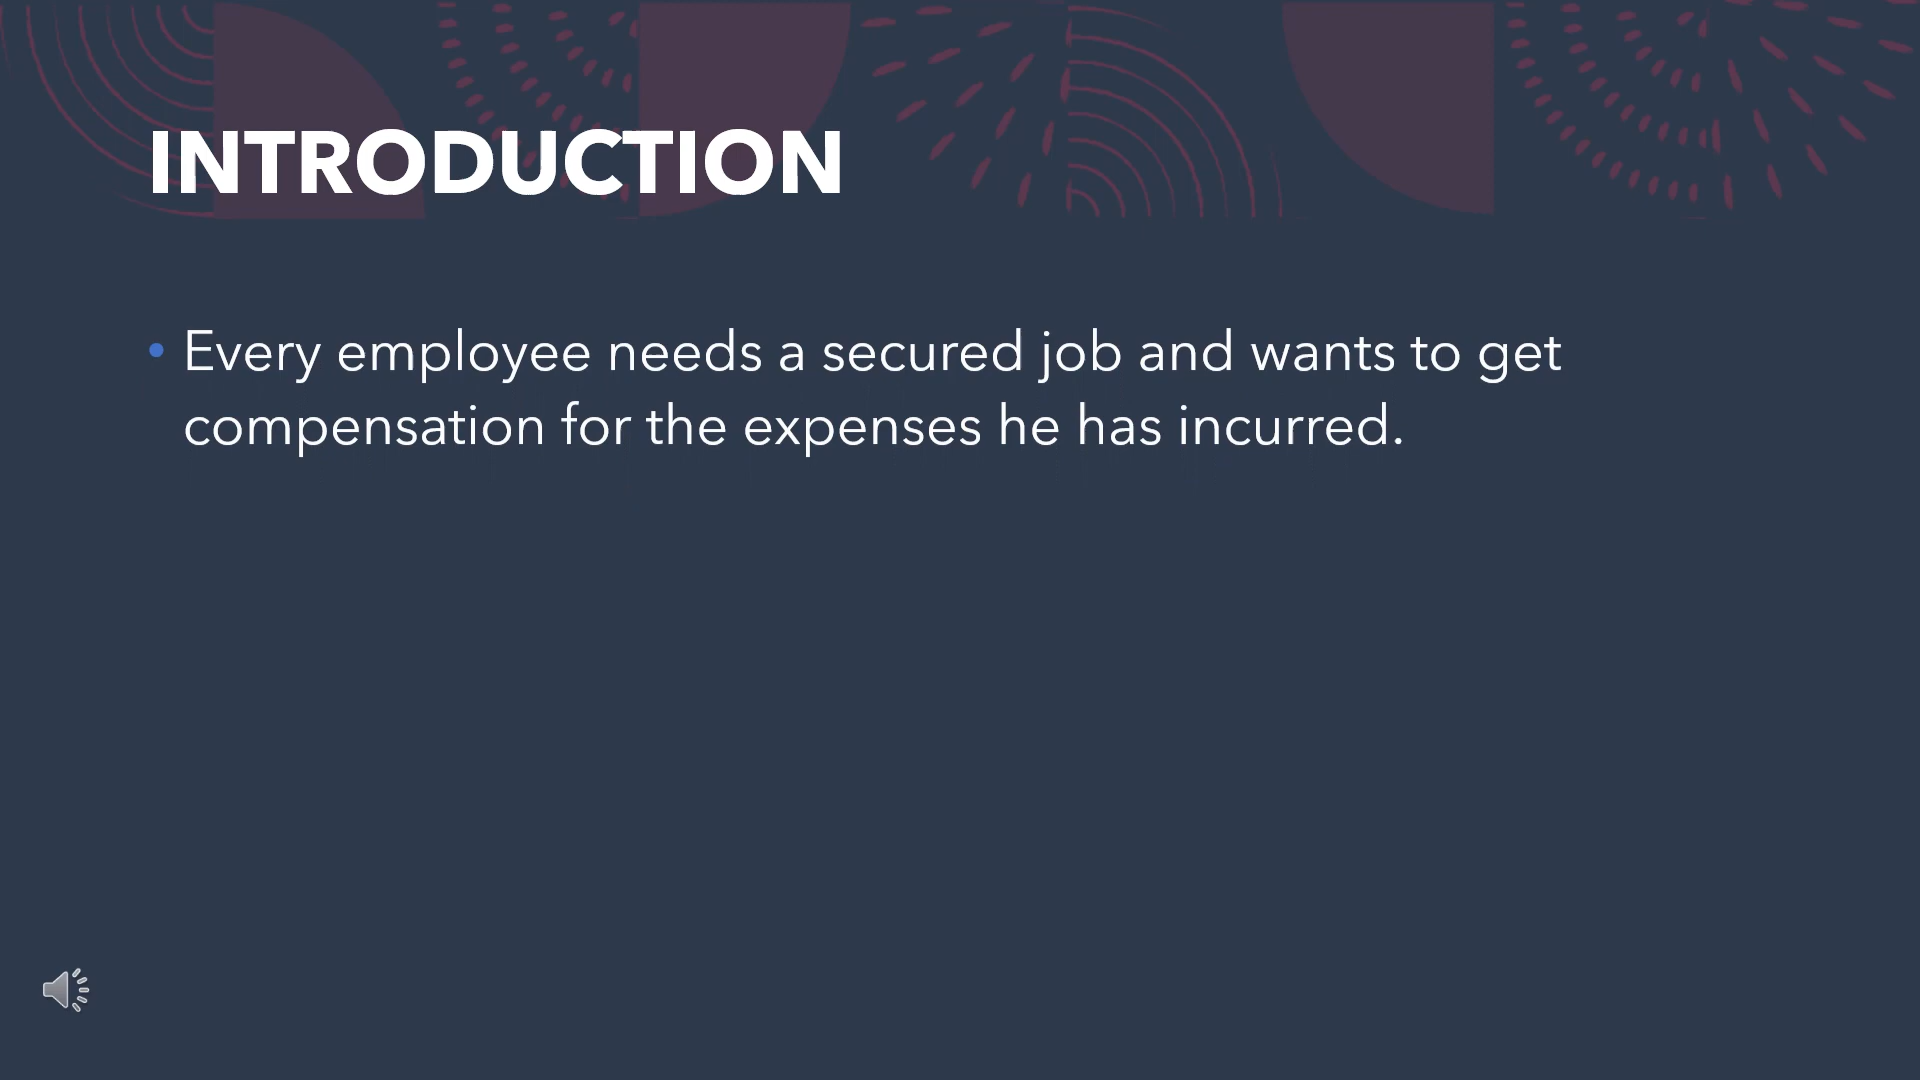 INTRODUCTION
• Every employee needs a secured job and wants to get
compensation for the expenses he has incurred.